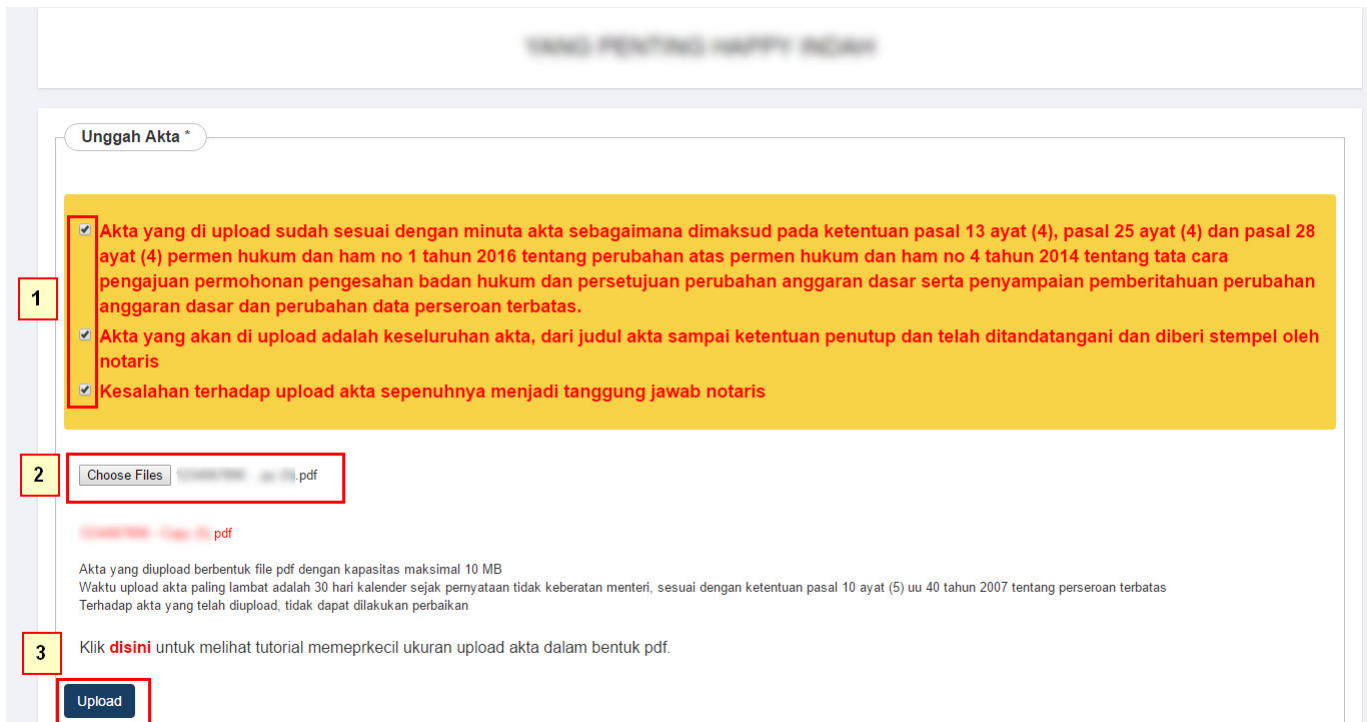 YANG PENTING HAPPY INDAH
Unggah Akta *
Akta yang di upload sudah sesuai dengan minuta akta sebagaimana dimaksud pada ketentuan pasal 13 ayat (4), pasal 25 ayat (4) dan pasal 28
ayat (4) permen hukum dan ham no 1 tahun 2016 tentang perubahan atas permen hukum dan ham no 4 tahun 2014 tentang tata cara
pengajuan permohonan pengesahan badan hukum dan persetujuan perubahan anggaran dasar serta penyampaian pemberitahuan perubahan
1
anggaran dasar dan perubahan data perseroan terbatas.
Akta yang akan di upload adalah keseluruhan akta, dari judul akta sampai ketentuan penutup dan telah ditandatangani dan diberi stempel oleh
notaris
Kesalahan terhadap upload akta sepenuhnya menjadi tanggung jawab notaris
2
Choose Files .pdf
pdf
Akta yang diupload berbentuk file pdf dengan kapasitas maksimal 10 MB
Waktu upload akta paling lambat adalah 30 hari kalender sejak pernyataan tidak keberatan menteri, sesuai dengan ketentuan pasal 10 ayat (5) uu 40 tahun 2007 tentang perseroan terbatas
Terhadap akta yang telah diupload, tidak dapat dilakukan perbaikan
3
Klik disini untuk melihat tutorial memeprkecil ukuran upload akta dalam bentuk pdf.
Upload